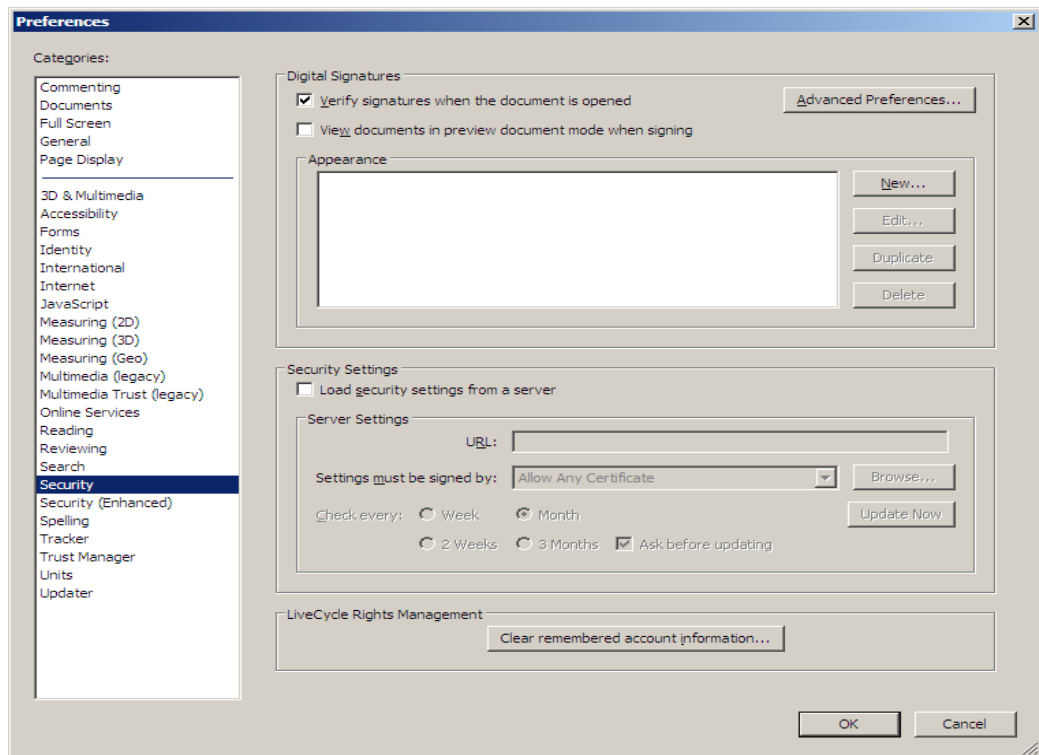 Preferences
Categories:
Commenting
Documents
Full Screen
General
Page Display
3D & Multimedia
Accessibility
Forms
Identity
International
Internet
JavaScript
Measuring (2D)
Measuring (3D)
Measuring (Geo)
Multimedia (legacy)
Multimedia Trust (legacy)
Online Services
Reading
Reviewing
Search
Security
Security (Enhanced)
Spelling
Tracker
Trust Manager
Units
Updater
Digital Signatures
Verify signatures when the document is opened
Advanced Preferences...
View documents in preview document mode when signing
Appearance
New...
Edit...
Duplicate
Delete
Security Settings
Load security settings from a server
Server Settings
URL:
Settings must be signed by: Allow Any Certificate Browse...
Check every: Week Month Update Now
2 Weeks 3 Months Ask before updating
LiveCycle Rights Management
Clear remembered account information...
OK Cancel